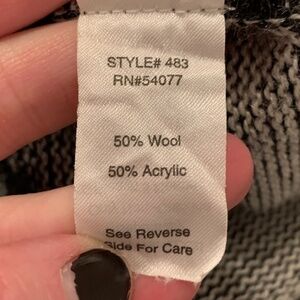 STYLE# 483
RN#54077
50% Wool
50% Acrylic
See Reverse
Side For Care